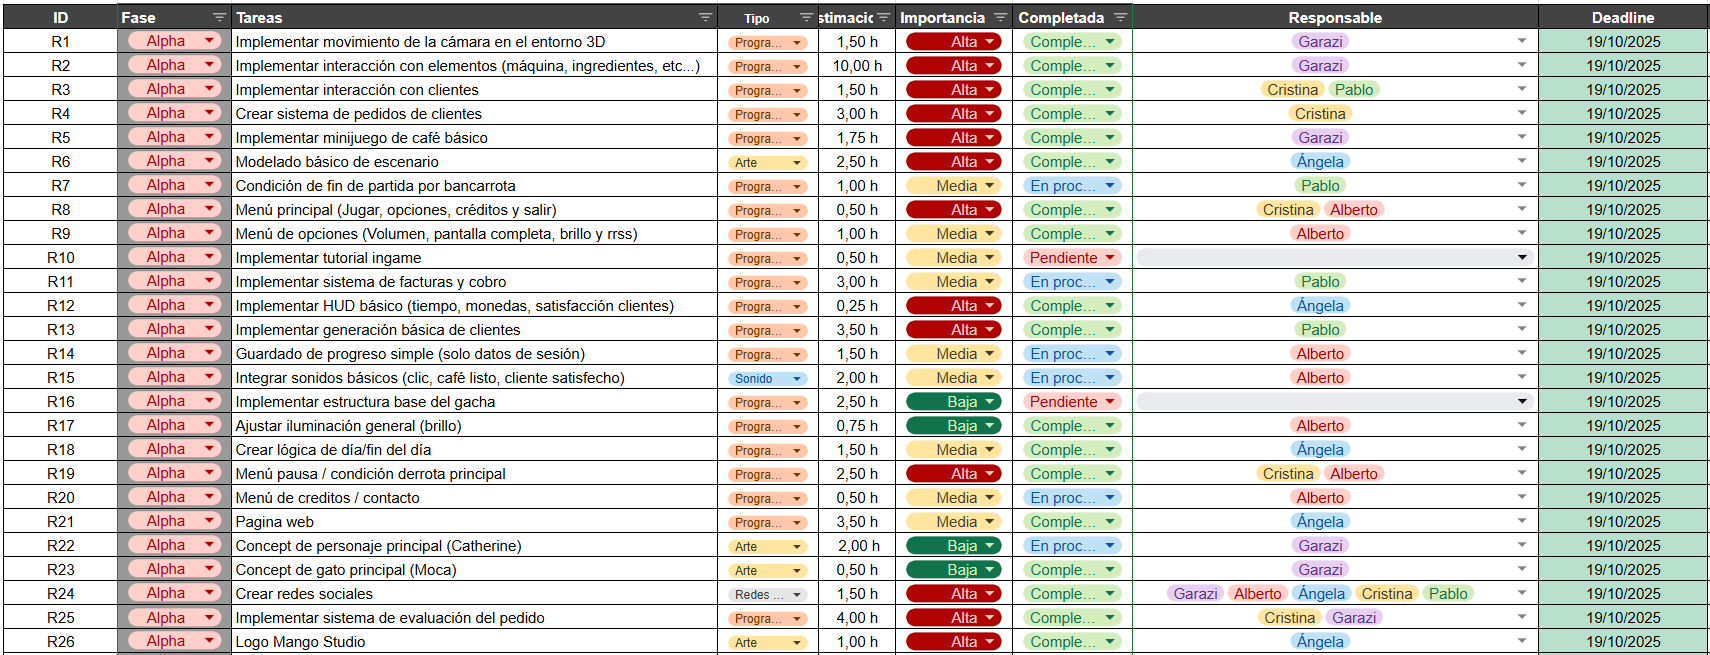 ID Fase Tareas Tipo stimació Importancia Completada Responsable Deadline
R1 Alpha Implementar movimiento de la cámara en el entorno 3D Progra... 1,50 h Alta Comple... Garazi 19/10/2025
R2 Alpha Implementar interacción con elementos (máquina, ingredientes, etc...) Progra... 10,00 h Alta Comple... Garazi 19/10/2025
R3 Alpha Implementar interacción con clientes Progra... 1,50 h Alta Comple... Cristina Pablo 19/10/2025
R4 Alpha Crear sistema de pedidos de clientes Progra... 3,00 h Alta Comple... Cristina 19/10/2025
R5 Alpha Implementar minijuego de café básico Progra... 1,75 h Alta Comple... Garazi 19/10/2025
R6 Alpha Modelado básico de escenario Arte 2,50 h Alta Comple... Ángela 19/10/2025
R7 Alpha Condición de fin de partida por bancarrota Progra... 1,00 h Media En proc... Pablo 19/10/2025
R8 Alpha Menú principal (Jugar, opciones, créditos y salir) Progra... 0,50 h Alta Comple... Cristina Alberto 19/10/2025
R9 Alpha Menú de opciones (Volumen, pantalla completa, brillo y rrss) Progra... 1,00 h Media Comple... Alberto 19/10/2025
R10 Alpha Implementar tutorial ingame Progra... 0,50 h Media Pendiente 19/10/2025
R11 Alpha Implementar sistema de facturas y cobro Progra... 3,00 h Media En proc... Pablo 19/10/2025
R12 Alpha Implementar HUD básico (tiempo, monedas, satisfacción clientes) Progra... 0,25 h Alta Comple... Ángela 19/10/2025
R13 Alpha Implementar generación básica de clientes Progra... 3,50 h Alta Comple... Pablo 19/10/2025
R14 Alpha Guardado de progreso simple (solo datos de sesión) Progra... 1,50 h Media En proc... Alberto 19/10/2025
R15 Alpha Integrar sonidos básicos (clic, café listo, cliente satisfecho) Sonido 2,00 h Media En proc... Alberto 19/10/2025
R16 Alpha Implementar estructura base del gacha Progra... 2,50 h Baja Pendiente 19/10/2025
R17 Alpha Ajustar iluminación general (brillo) Progra... 0,75 h Baja Comple... Alberto 19/10/2025
R18 Alpha Crear lógica de día/fin del día Progra... 1,50 h Media Comple... Ángela 19/10/2025
R19 Alpha Menú pausa / condición derrota principal Progra... 2,50 h Alta Comple... Cristina Alberto 19/10/2025
R20 Alpha Menú de creditos / contacto Progra... 0,50 h Media En proc... Alberto 19/10/2025
R21 Alpha Pagina web Progra... 3,50 h Media Comple... Ángela 19/10/2025
R22 Alpha Concept de personaje principal (Catherine) Arte 2,00 h Baja En proc... Garazi 19/10/2025
R23 Alpha Concept de gato principal (Moca) Arte 0,50 h Baja Comple... Garazi 19/10/2025
R24 Alpha Crear redes sociales Redes ... 1,50 h Alta Comple... Garazi Alberto Ángela Cristina Pablo 19/10/2025
R25 Alpha Implementar sistema de evaluación del pedido Progra... 4,00 h Alta Comple... Cristina Garazi 19/10/2025
R26 Alpha Logo Mango Studio Arte 1,00 h Alta Comple... Ángela 19/10/2025